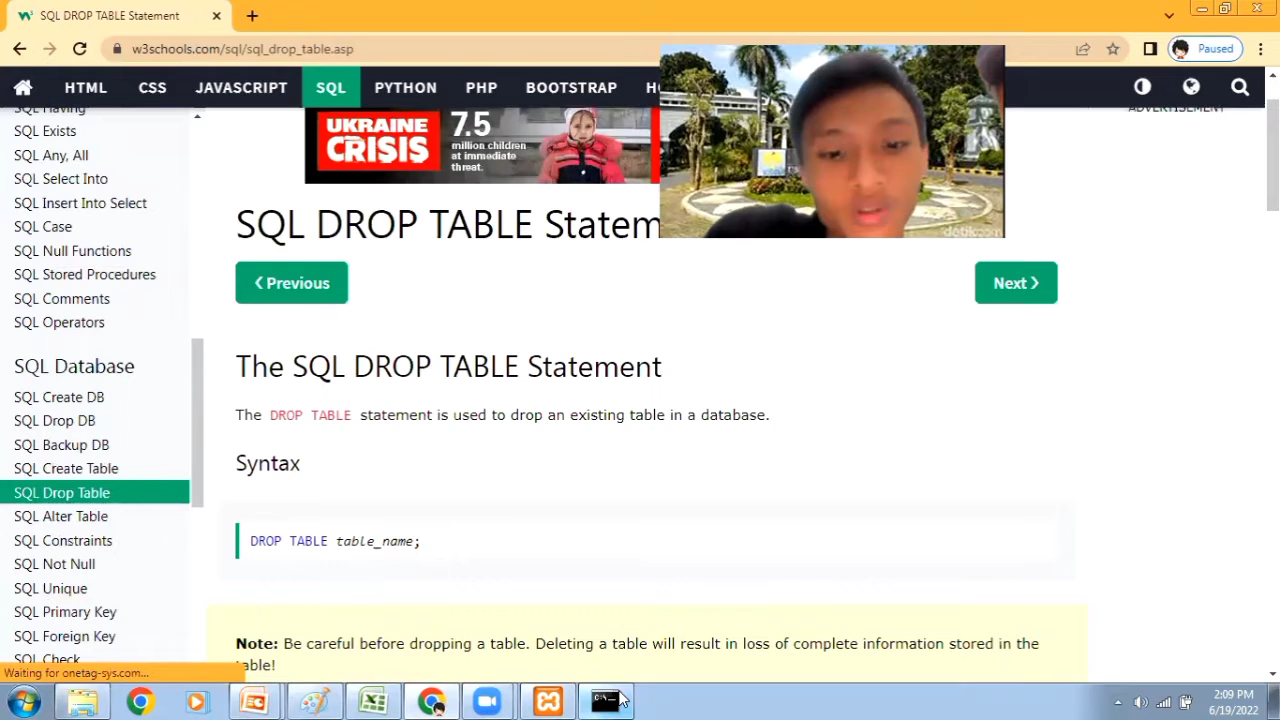 SQL DROP TABLE Statement
w3schools.com/sql/sql_drop_table.asp
Paused
HTML
CSS
JAVASCRIPT
SQL
PYTHON
PHP
BOOTSTRAP
ADVERTISEMENT
SQL Having
SQL Exists
SQL Any, All
SQL Select Into
SQL Insert Into Select
SQL Case
SQL Null Functions
SQL Stored Procedures
SQL Comments
SQL Operators
SQL Database
SQL Create DB
SQL Drop DB
SQL Backup DB
SQL Create Table
SQL Drop Table
SQL Alter Table
SQL Constraints
SQL Not Null
SQL Unique
SQL Primary Key
SQL Foreign Key
SQL Check
UKRAINE
CRISIS
7.5
million children
at immediate
threat.
detikcom
SQL DROP TABLE Statem
❮ Previous
Next ❯
The SQL DROP TABLE Statement
The DROP TABLE statement is used to drop an existing table in a database.
Syntax
DROP TABLE table_name;
Note: Be careful before dropping a table. Deleting a table will result in loss of complete information stored in the
table!
Waiting for onetag-sys.com...
C:\_
2:09 PM
6/19/2022